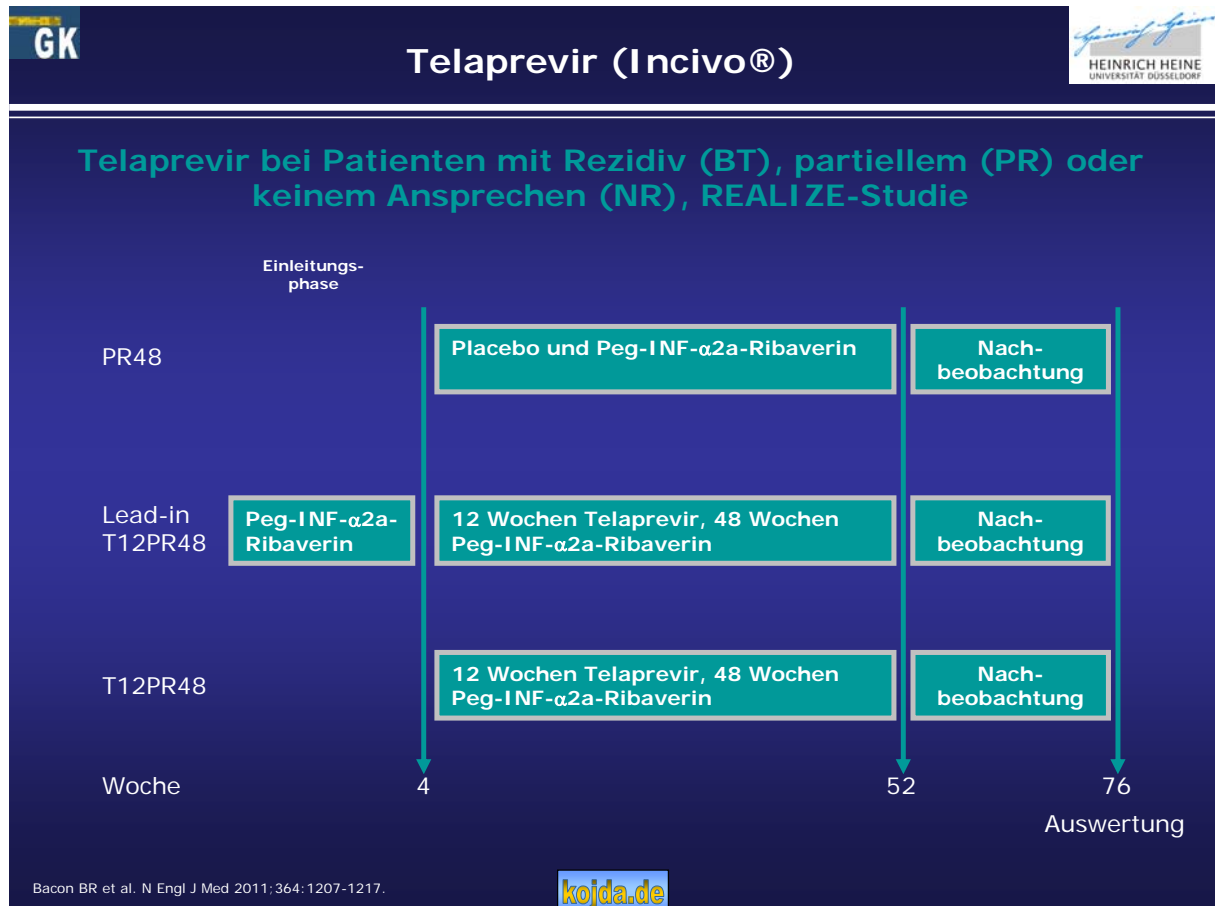 GK
Telaprevir (Incivo®)
HEINRICH HEINE
UNIVERSITÄT DÜSSELDORF
Telaprevir bei Patienten mit Rezidiv (BT), partiellem (PR) oder
keinem Ansprechen (NR), REALIZE-Studie
Einleitungs-
phase
PR48
Placebo und Peg-INF-α2a-Ribaverin
Nach-
beobachtung
Lead-in
T12PR48
Peg-INF-α2a-
Ribaverin
12 Wochen Telaprevir, 48 Wochen
Peg-INF-α2a-Ribaverin
Nach-
beobachtung
T12PR48
12 Wochen Telaprevir, 48 Wochen
Peg-INF-α2a-Ribaverin
Nach-
beobachtung
Woche 4 52 76
Auswertung
Bacon BR et al. N Engl J Med 2011;364:1207-1217.
kojda.de